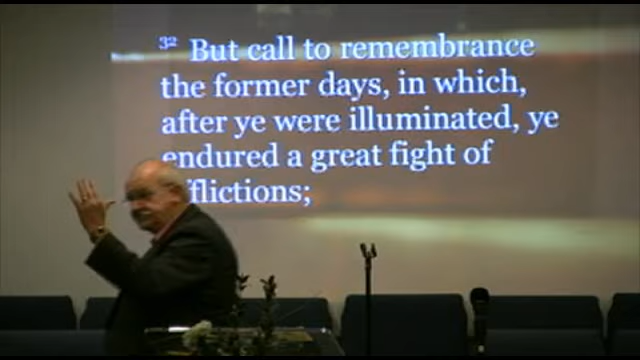 32 But call to remembrance
the former days, in which,
after ye were illuminated, ye
endured a great fight of
fflictions;